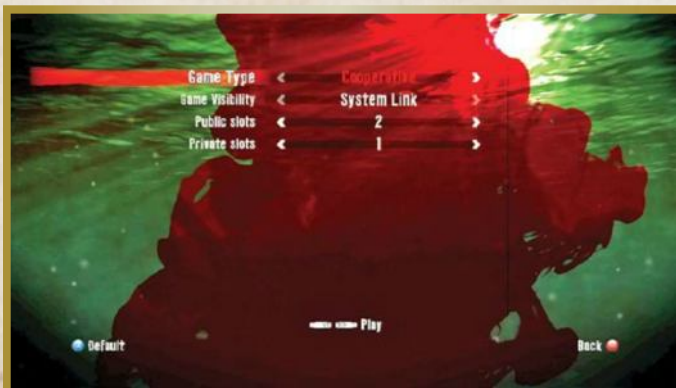 Game Type Cooperative
Game Visibility System Link
Public slots 2
Private slots 1
Play
Default Back